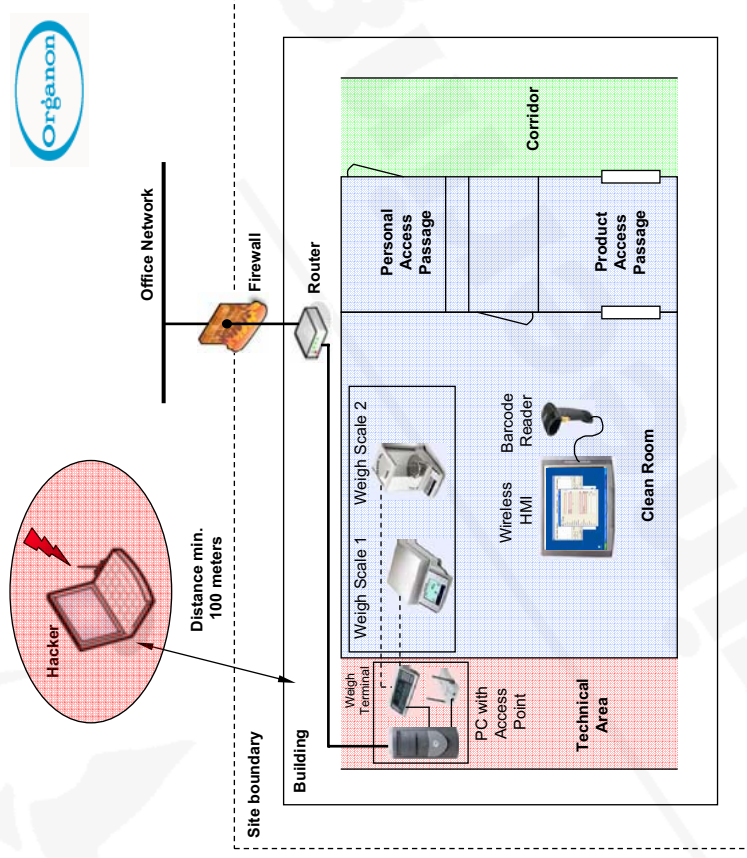 Organon
Office Network
Firewall
Router
Hacker
Distance min.
100 meters
Site boundary
Building
Weigh
Terminal
PC with
Access
Point
Technical
Area
Weigh Scale 1
Weigh Scale 2
Wireless
HMI
Barcode
Reader
Clean Room
Personal
Access
Passage
Product
Access
Passage
Corridor